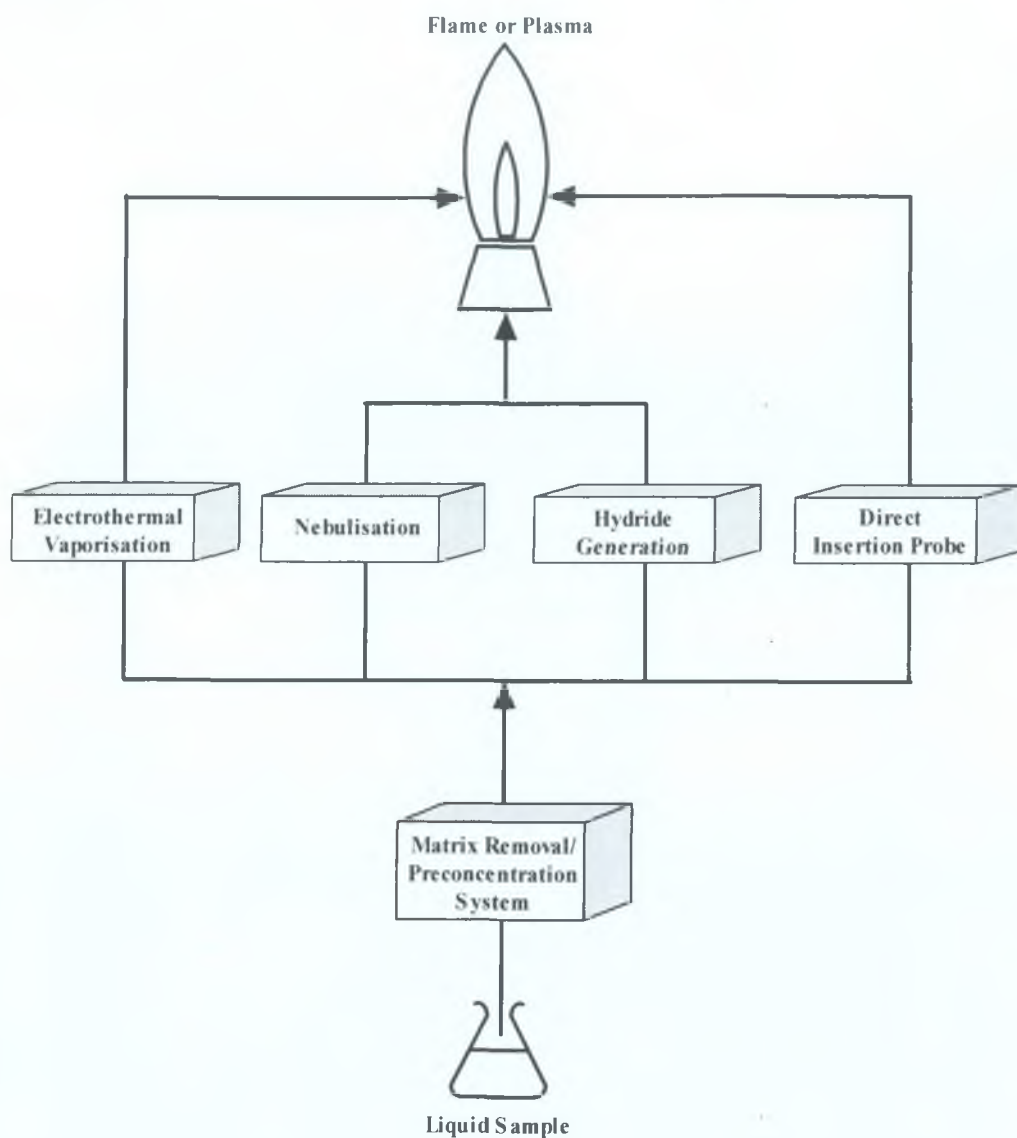 Flame or Plasma
Electrothermal
Vaporisation
Nebulisation
Hydride
Generation
Direct
Insertion Probe
Matrix Removal/
Preconcentration
System
Liquid Sample